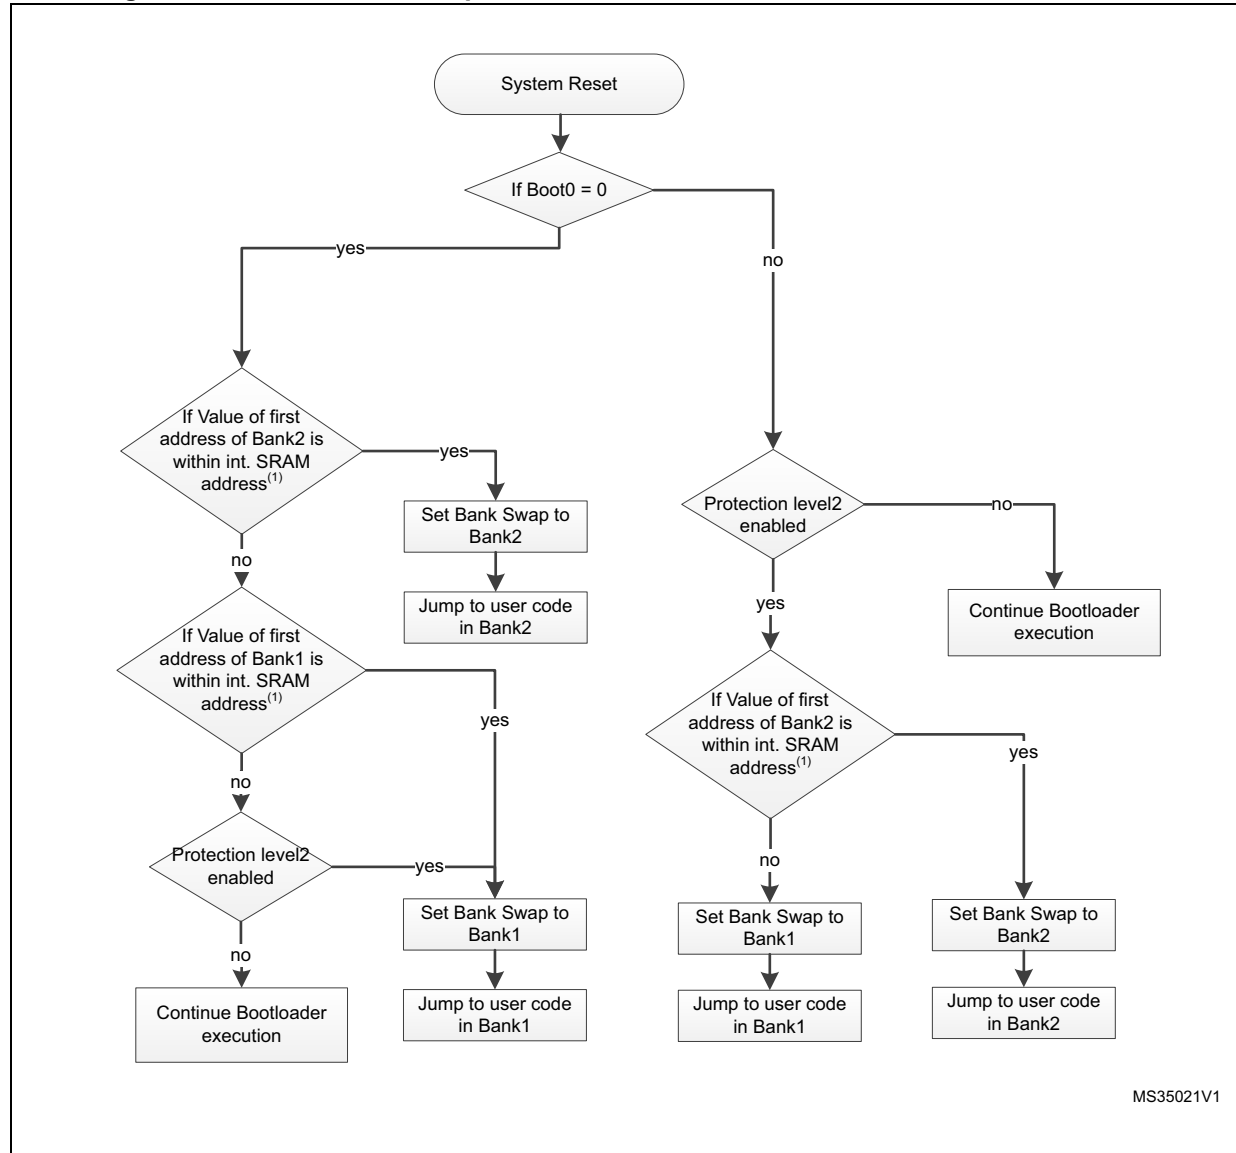 System Reset
If Boot0 = 0
yes
no
If Value of first
address of Bank2 is
within int. SRAM
address(1)
yes
Set Bank Swap to
Bank2
Jump to user code
in Bank2
no
If Value of first
address of Bank1 is
within int. SRAM
address(1)
yes
no
Protection level2
enabled
yes
Set Bank Swap to
Bank1
Jump to user code
in Bank1
no
Continue Bootloader
execution
Protection level2
enabled
no
Continue Bootloader
execution
yes
If Value of first
address of Bank2 is
within int. SRAM
address(1)
yes
no
Set Bank Swap to
Bank1
Jump to user code
in Bank1
Set Bank Swap to
Bank2
Jump to user code
in Bank2
MS35021V1